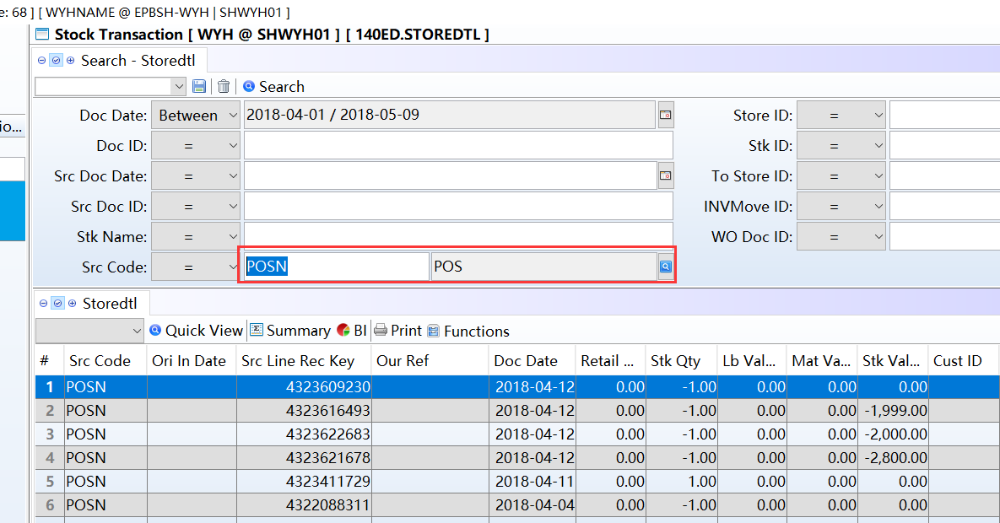 e: 68 ] [ WYHNAME @ EPBSH-WYH | SHWYH01 ]
Stock Transaction [ WYH @ SHWYH01 ] [ 140ED.STOREDTL ]
Search - Storedtl
Search
Doc Date: Between 2018-04-01 / 2018-05-09 Store ID: =
io...
Doc ID: = Stk ID: =
Src Doc Date: = To Store ID: =
Src Doc ID: = INVMove ID: =
Stk Name: = WO Doc ID: =
Src Code: = POSN POS
Storedtl
Quick View Summary BI Print Functions
# Src Code Ori In Date Src Line Rec Key Our Ref Doc Date Retail ... Stk Qty Lb Val... Mat Va... Stk Val... Cust ID
1 POSN 4323609230 2018-04-12 0.00 -1.00 0.00 0.00 0.00
2 POSN 4323616493 2018-04-12 0.00 -1.00 0.00 0.00 -1,999.00
3 POSN 4323622683 2018-04-12 0.00 -1.00 0.00 0.00 -2,000.00
4 POSN 4323621678 2018-04-12 0.00 -1.00 0.00 0.00 -2,800.00
5 POSN 4323411729 2018-04-11 0.00 1.00 0.00 0.00 0.00
6 POSN 4322088311 2018-04-04 0.00 -1.00 0.00 0.00 0.00